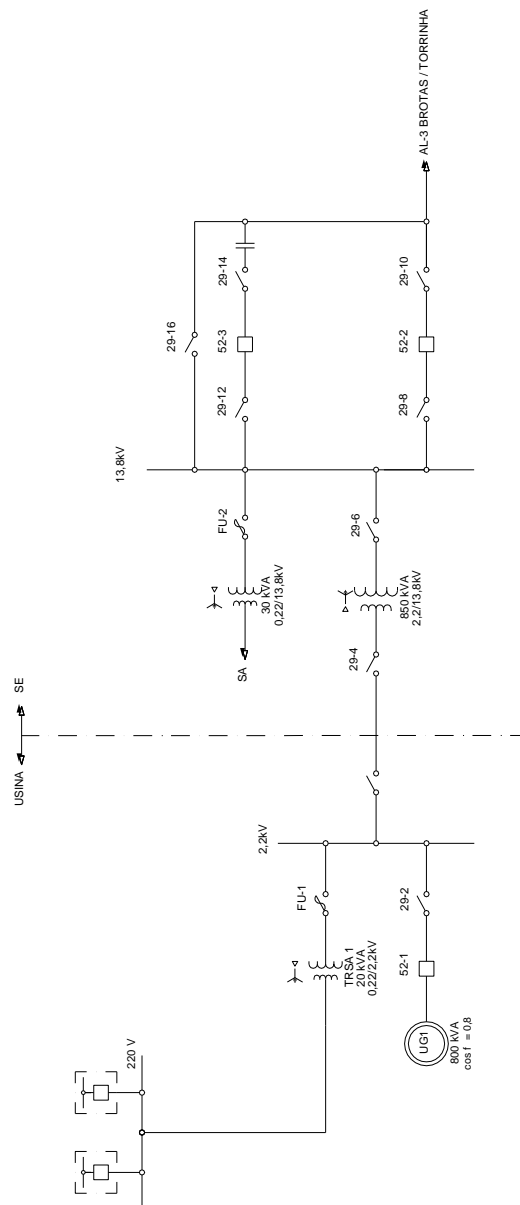 AL-3 BROTAS / TORRINHA
29-16
29-14
52-3
29-12
29-10
52-2
29-8
13,8kV
FU-2
30 kVA
0,22/13,8kV
SA
29-6
850 kVA
2,2/13,8kV
29-4
SE
USINA
2,2kV
FU-1
TRSA 1
20 kVA
0,22/2,2kV
29-2
52-1
UG1
800 kVA
cos f = 0,8
220 V